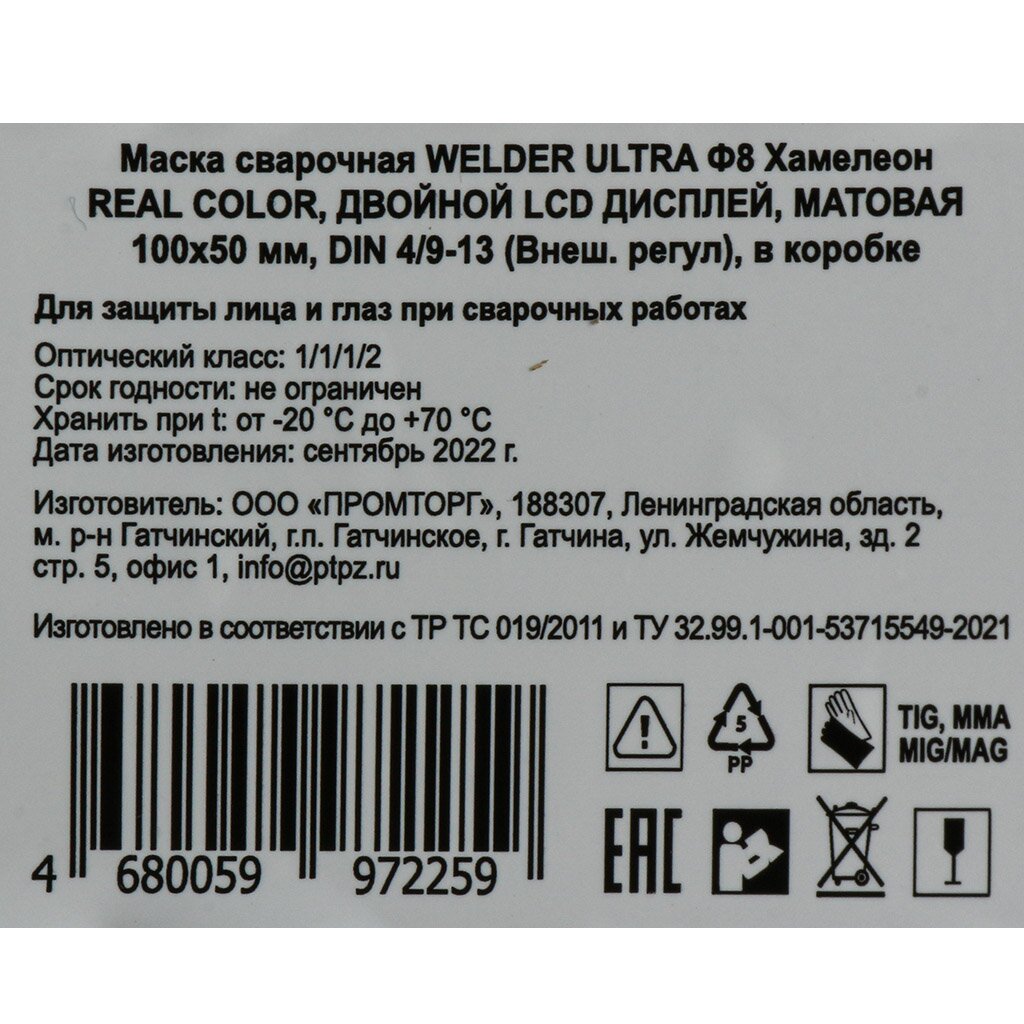 Маска сварочная WELDER ULTRA Ф8 Хамелеон
REAL COLOR, ДВОЙНОЙ LCD ДИСПЛЕЙ, МАТОВАЯ
100х50 мм, DIN 4/9-13 (Внеш. регул), в коробке
Для защиты лица и глаз при сварочных работах
Оптический класс: 1/1/1/2
Срок годности: не ограничен
Хранить при t: от -20 °С до +70 °С
Дата изготовления: сентябрь 2022 г.
Изготовитель: ООО «ПРОМТОРГ», 188307, Ленинградская область,
м. р-н Гатчинский, г.п. Гатчинское, г. Гатчина, ул. Жемчужина, зд. 2
стр. 5, офис 1, info@ptpz.ru
Изготовлено в соответствии с ТР ТС 019/2011 и ТУ 32.99.1-001-53715549-2021
5
PP
TIG, MMA
MIG/MAG
EAC
4 680059 972259